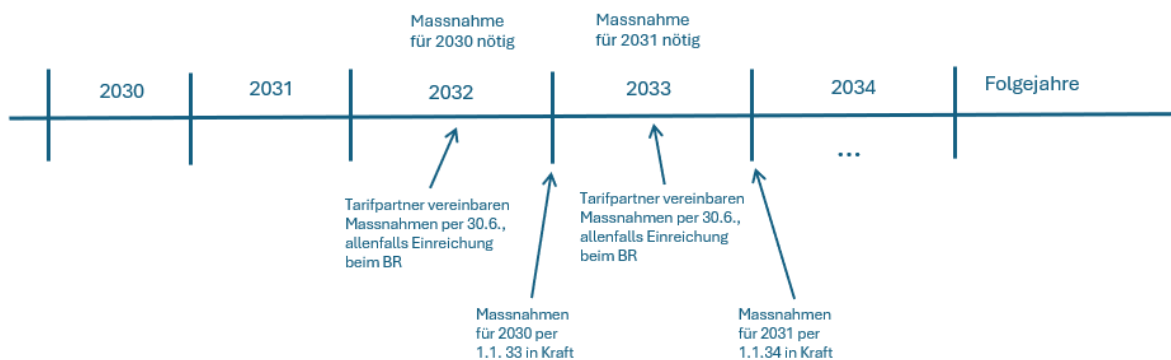 Massnahme
für 2030 nötig
Massnahme
für 2031 nötig
2030
2031
2032
2033
2034
Folgejahre
...
Tarifpartner vereinbaren
Massnahmen per 30.6.,
allenfalls Einreichung
beim BR
Tarifpartner vereinbaren
Massnahmen per 30.6.,
allenfalls Einreichung
beim BR
Massnahmen
für 2030 per
1.1. 33 in Kraft
Massnahmen
für 2031 per
1.1.34 in Kraft